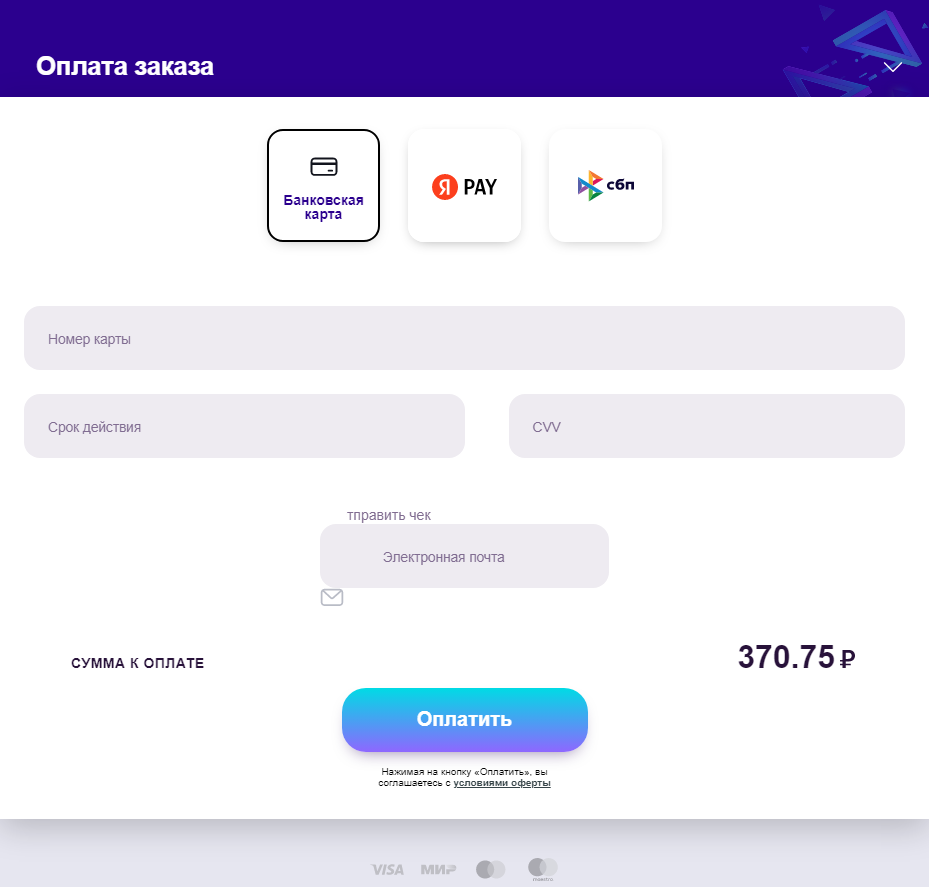 Оплата заказа
Банковская
карта
Я PAY
сбп
Номер карты
Срок действия
CVV
тправить чек
Электронная почта
СУММА К ОПЛАТЕ
370.75 ₽
Оплатить
Нажимая на кнопку «Оплатить», вы
соглашаетесь с условиями оферты
VISA
МИР
maestro